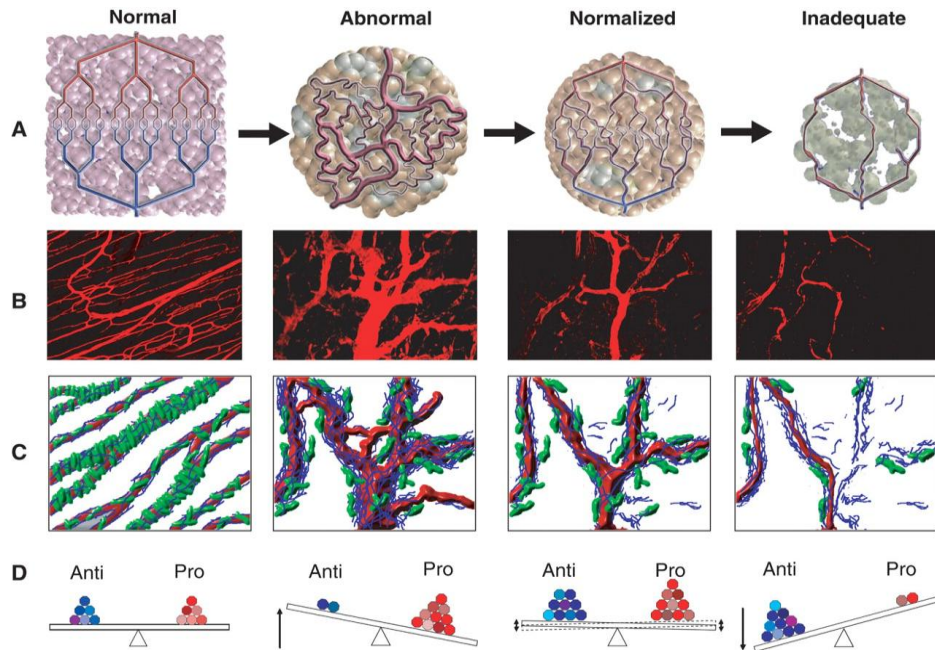 Normal
Abnormal
Normalized
Inadequate
A
B
C
D
Anti Pro
Anti Pro
Anti Pro
Anti Pro